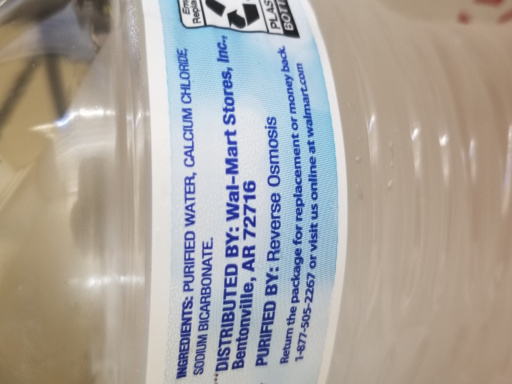 INGREDIENTS: PURIFIED WATER, CALCIUM CHLORIDE
SODIUM BICARBONATE.
DISTRIBUTED BY: Wal-Mart Stores, Inc.,
Bentonville, AR 72716
PURIFIED BY: Reverse Osmosis
Return the package for replacement or money back.
1-877-505-2267 or visit us online at walmart.com